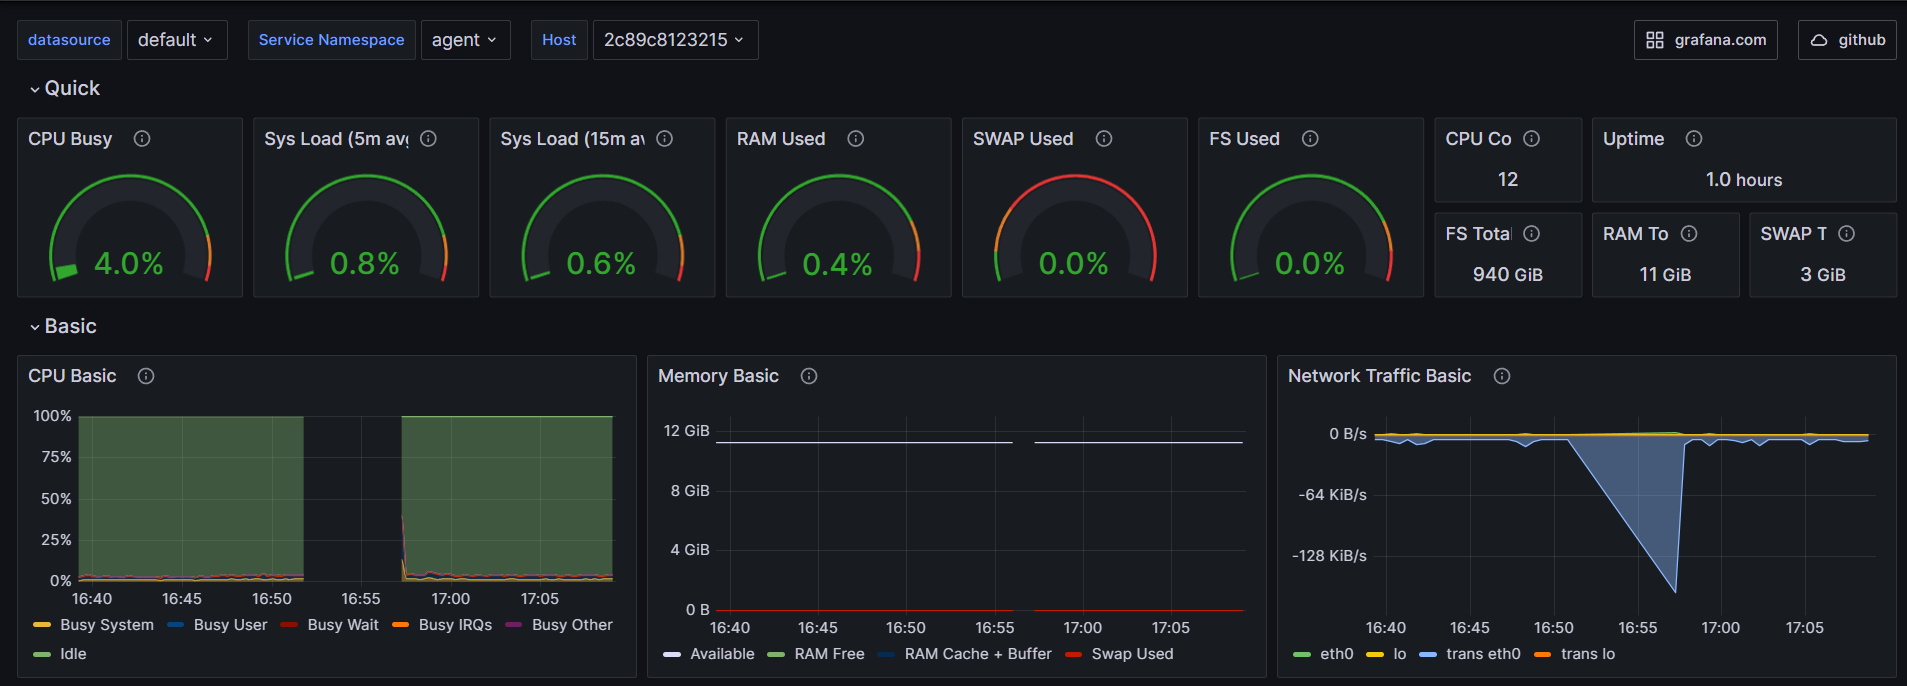 datasource default Service Namespace agent Host 2c89c8123215 grafana.com github
Quick
CPU Busy
4.0%
Sys Load (5m avg
0.8%
Sys Load (15m av
0.6%
RAM Used
0.4%
SWAP Used
0.0%
FS Used
0.0%
CPU Co
12
Uptime
1.0 hours
FS Total
940 GiB
RAM To
11 GiB
SWAP T
3 GiB
Basic
CPU Basic
100%
75%
50%
25%
0%
16:40 16:45 16:50 16:55 17:00 17:05
Busy System Busy User Busy Wait Busy IRQs Busy Other
Idle
Memory Basic
12 GiB
8 GiB
4 GiB
0 B
16:40 16:45 16:50 16:55 17:00 17:05
Available RAM Free RAM Cache + Buffer Swap Used
Network Traffic Basic
0 B/s
-64 KiB/s
-128 KiB/s
16:40 16:45 16:50 16:55 17:00 17:05
eth0 lo trans eth0 trans lo